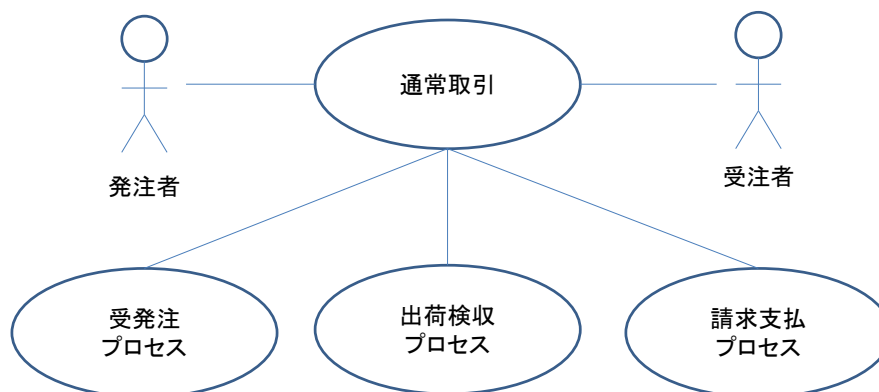 通常取引
発注者
受注者
受発注
プロセス
出荷検収
プロセス
請求支払
プロセス